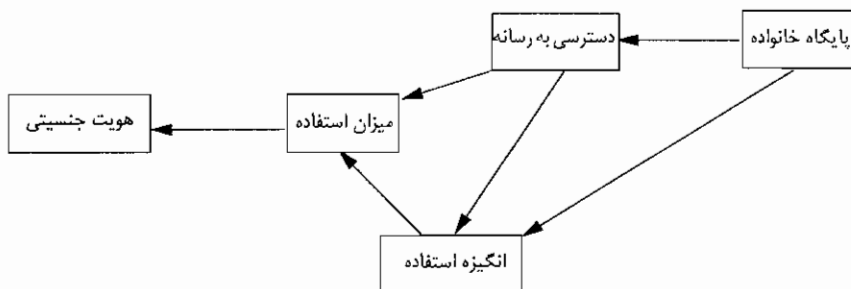 پایگاه خانواده
دسترسی به رسانه
میزان استفاده
هویت جنسیتی
انگیزه استفاده